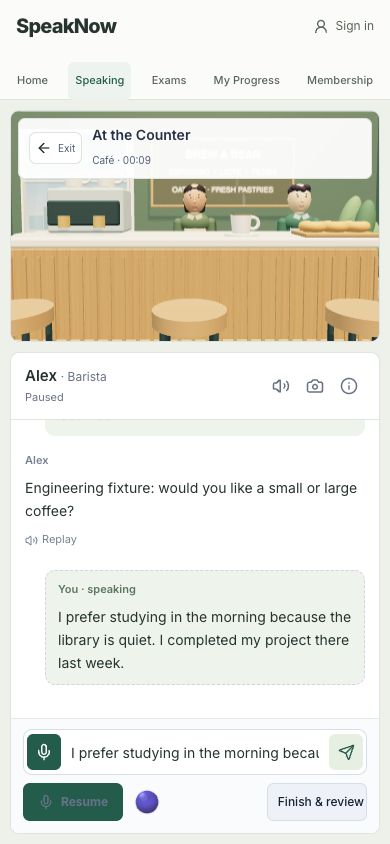 SpeakNow
Sign in
Home Speaking Exams My Progress Membership
Exit
At the Counter
Café · 00:09
BREW & BEAN
FRESH PASTRIES
Alex · Barista
Paused
Alex
Engineering fixture: would you like a small or large
coffee?
Replay
You · speaking
I prefer studying in the morning because the
library is quiet. I completed my project there
last week.
I prefer studying in the morning becau
Resume
Finish & review